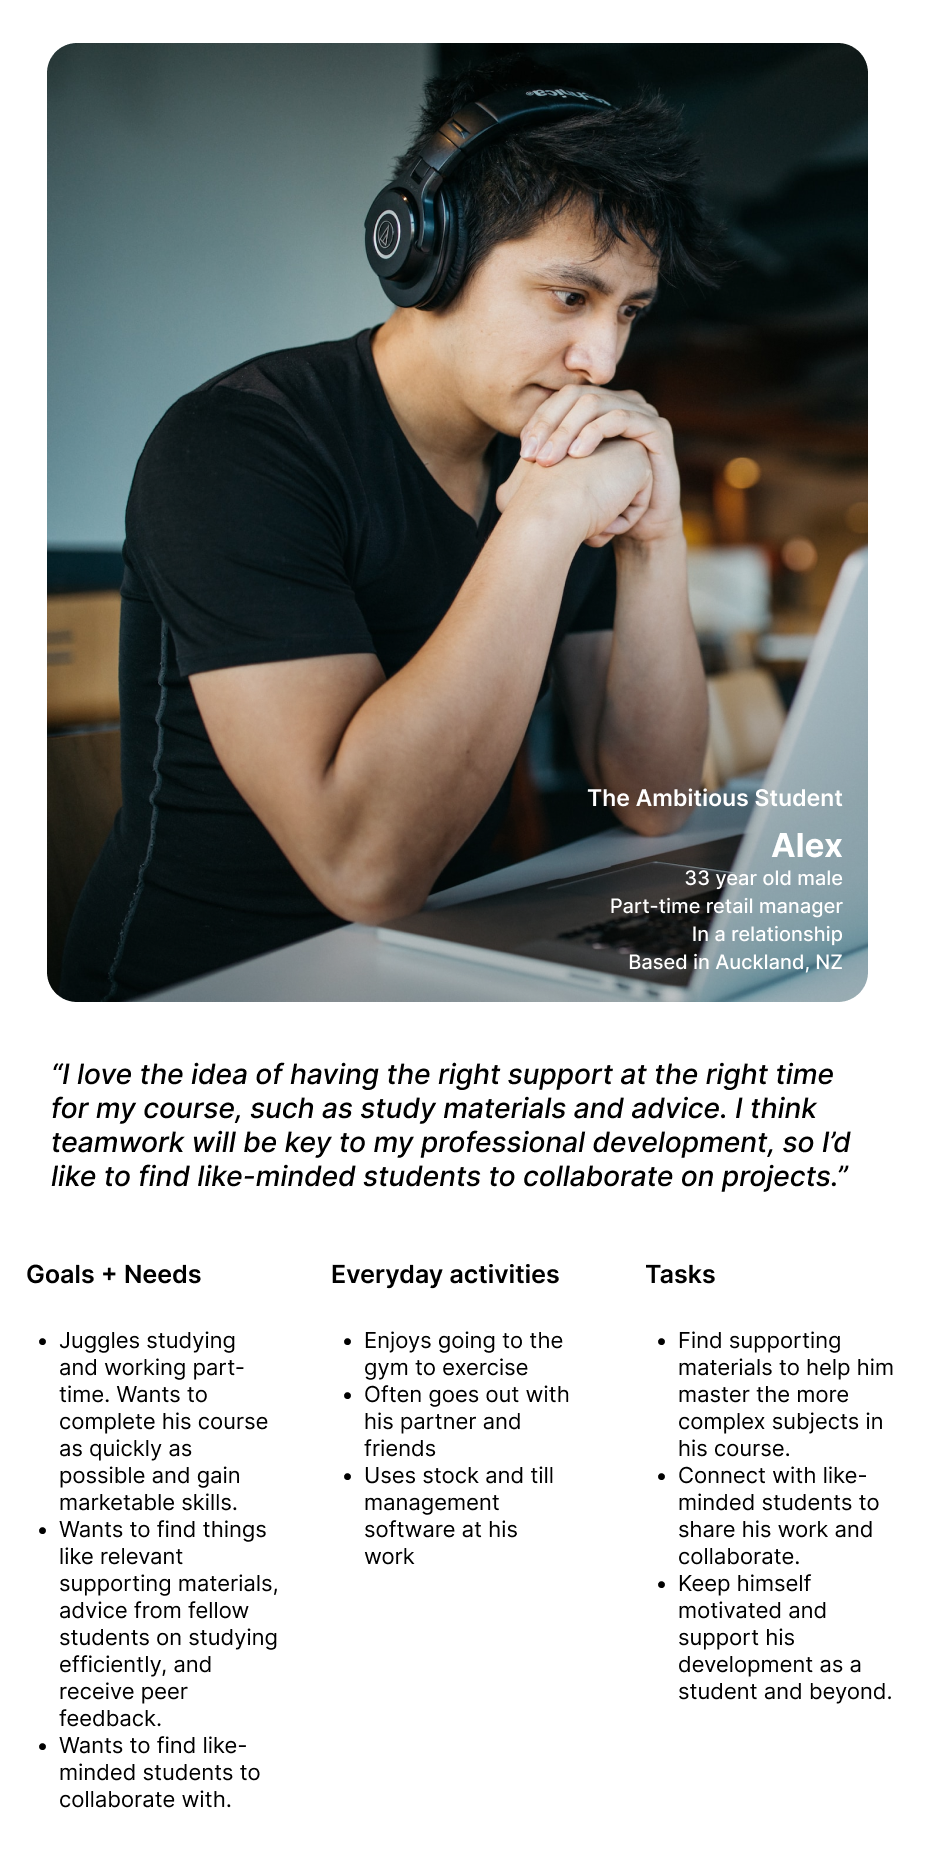 The Ambitious Student
Alex
33 year old male
Part-time retail manager
In a relationship
Based in Auckland, NZ
“I love the idea of having the right support at the right time
for my course, such as study materials and advice. I think
teamwork will be key to my professional development, so I’d
like to find like-minded students to collaborate on projects.”
Goals + Needs
• Juggles studying
and working part-
time. Wants to
complete his course
as quickly as
possible and gain
marketable skills.
• Wants to find things
like relevant
supporting materials,
advice from fellow
students on studying
efficiently, and
receive peer
feedback.
• Wants to find like-
minded students to
collaborate with.
Everyday activities
• Enjoys going to the
gym to exercise
• Often goes out with
his partner and
friends
• Uses stock and till
management
software at his
work
Tasks
• Find supporting
materials to help him
master the more
complex subjects in
his course.
• Connect with like-
minded students to
share his work and
collaborate.
• Keep himself
motivated and
support his
development as a
student and beyond.